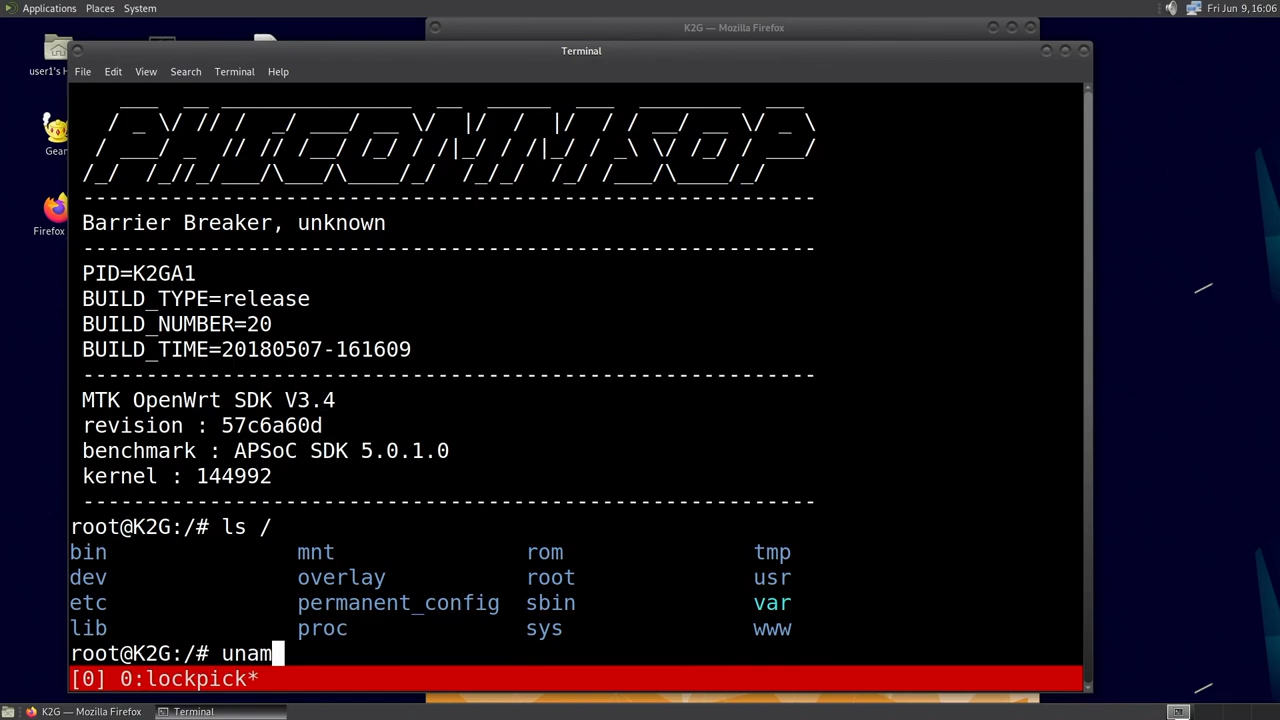 Applications Places System
Fri Jun 9, 16:06
K2G — Mozilla Firefox
Terminal
user1's H
File Edit View Search Terminal Help
Gean
Firefox
PHICOMM SOP
Barrier Breaker, unknown
PID=K2GA1
BUILD_TYPE=release
BUILD_NUMBER=20
BUILD_TIME=20180507-161609
MTK OpenWrt SDK V3.4
revision : 57c6a60d
benchmark : APSoC SDK 5.0.1.0
kernel : 144992
root@K2G:/# ls /
bin mnt rom tmp
dev overlay root usr
etc permanent_config sbin var
lib proc sys www
root@K2G:/# unam
[0] 0:lockpick*
K2G — Mozilla Firefox Terminal